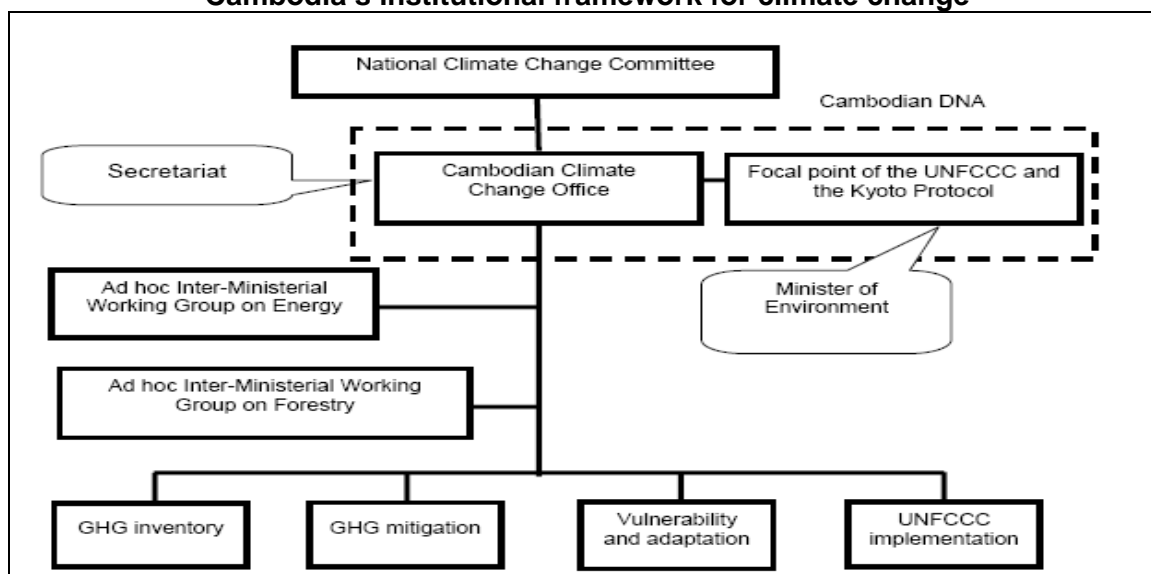 Cambodia's institutional framework for climate change
National Climate Change Committee
Cambodian DNA
Secretariat
Cambodian Climate
Change Office
Focal point of the UNFCCC and
the Kyoto Protocol
Ad hoc Inter-Ministerial
Working Group on Energy
Minister of
Environment
Ad hoc Inter-Ministerial Working
Group on Forestry
GHG inventory
GHG mitigation
Vulnerability
and adaptation
UNFCCC
implementation